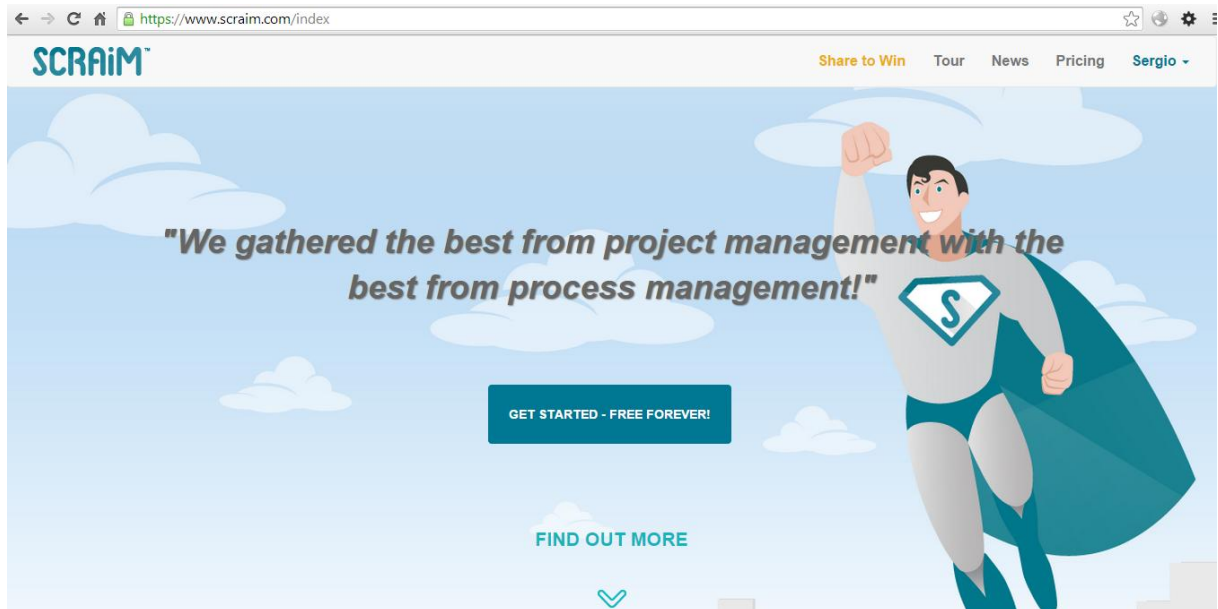 https://www.scraim.com/index
SCRAiM™
Share to Win Tour News Pricing Sergio
"We gathered the best from project management with the
best from process management!"
S
GET STARTED - FREE FOREVER!
FIND OUT MORE